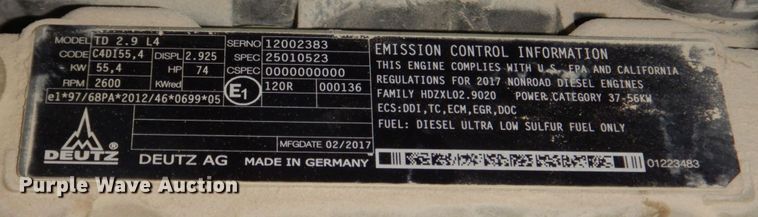 MODEL TD 2.9 L4
CODE C4DI55,4 DISPL 2.925
KW 55,4 HP 74
RPM 2600 KWred
e1*97/68PA*2012/46*0699*05
SERNO 12002383
SPEC 25010523
CSPEC 0000000000
E1 120R 000136
MFGDATE 02/2017
DEUTZ ®
DEUTZ AG MADE IN GERMANY
EMISSION CONTROL INFORMATION
THIS ENGINE COMPLIES WITH U.S. EPA AND CALIFORNIA
REGULATIONS FOR 2017 NONROAD DIESEL ENGINES
FAMILY HDZXL02.9020 POWER CATEGORY 37-56KW
ECS:DDI,TC,ECM,EGR,DOC
FUEL: DIESEL ULTRA LOW SULFUR FUEL ONLY
01223483
Purple Wave Auction